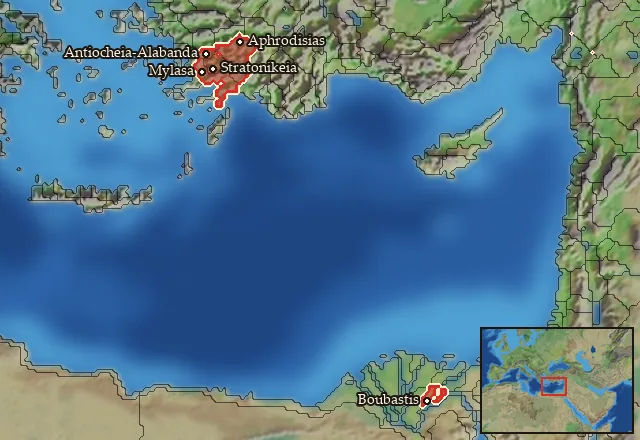 Aphrodisias
Antiocheia-Alabanda
Mylasa
Stratonikeia
Boubastis